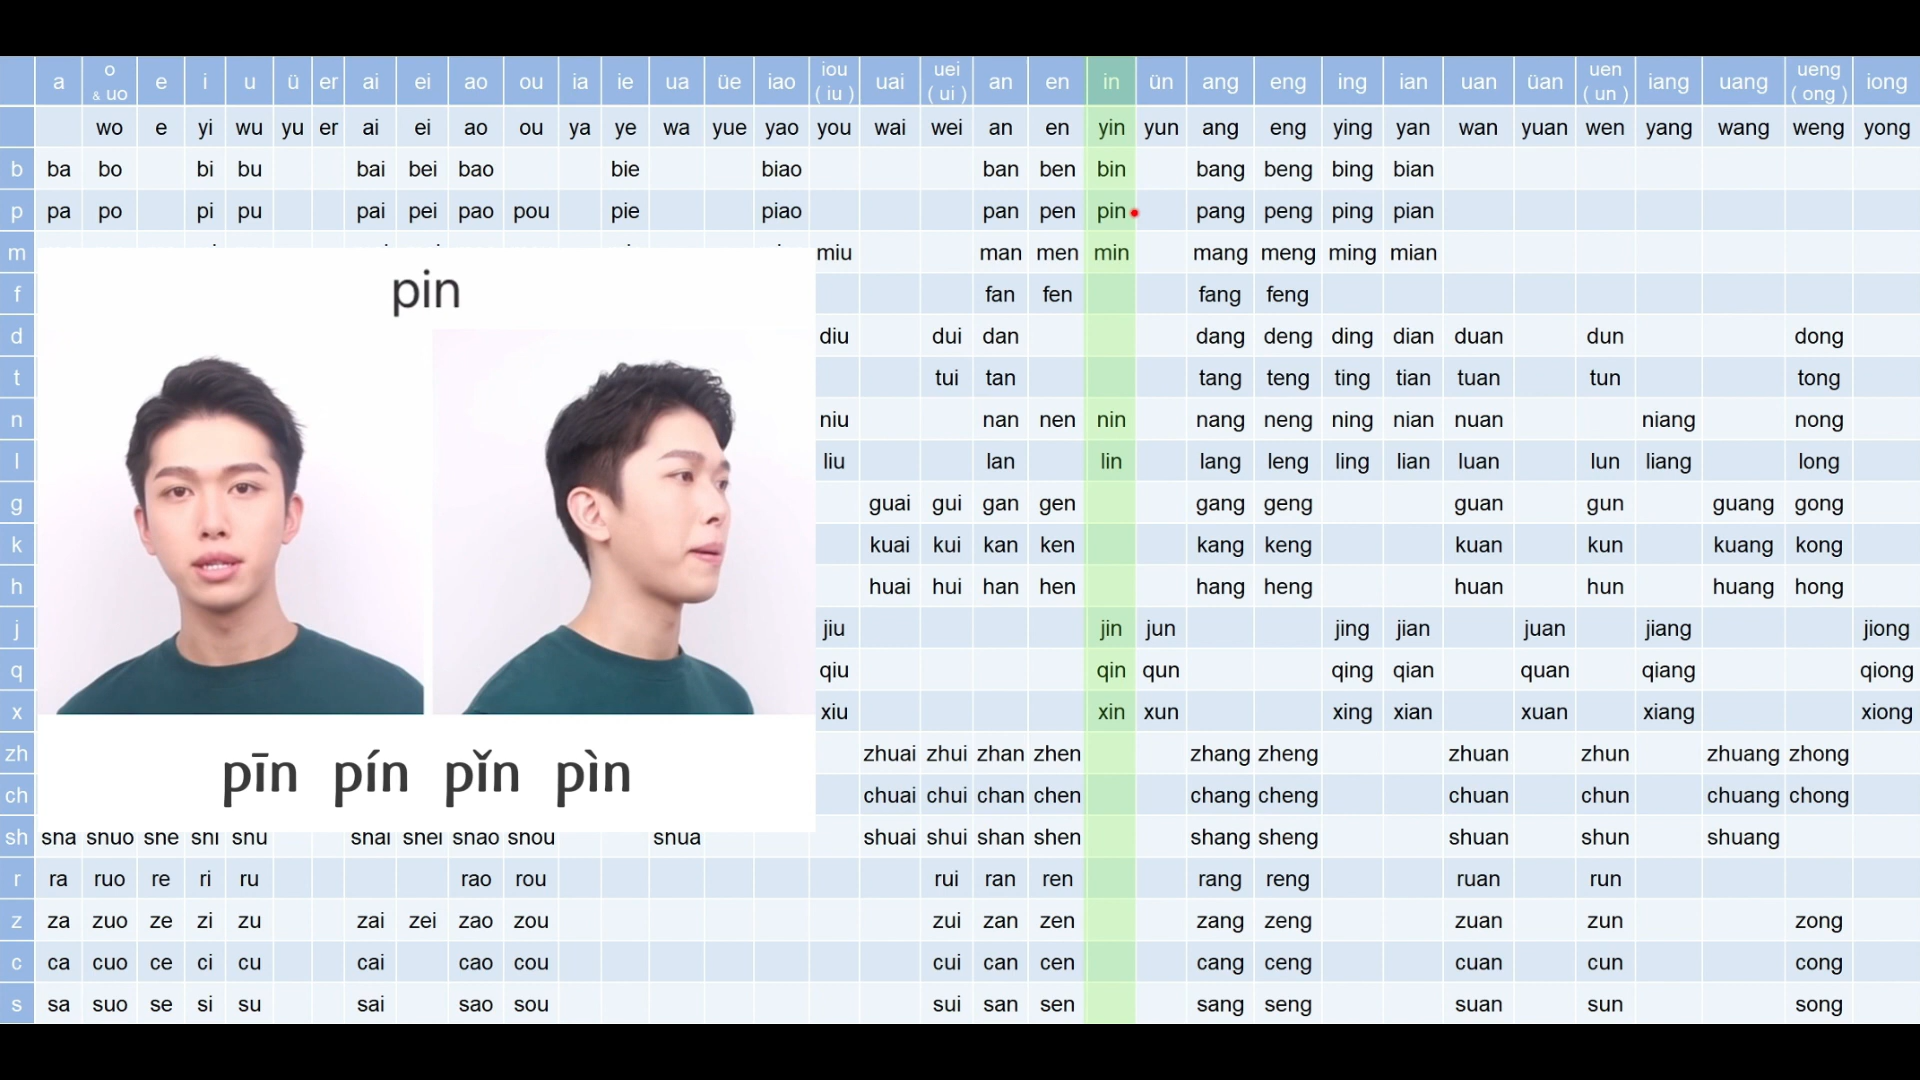 a o & uo e i u ü er ai ei ao ou ia ie ua üe iao iou ( iu ) uai uei ( ui ) an en in ün ang eng ing ian uan üan uen ( un ) iang uang ueng ( ong ) iong
wo e yi wu yu er ai ei ao ou ya ye wa yue yao you wai wei an en yin yun ang eng ying yan wan yuan wen yang wang weng yong
b ba bo bi bu bai bei bao bie biao ban ben bin bang beng bing bian
p pa po pi pu pai pei pao pou pie piao pan pen pin pang peng ping pian
m miu man men min mang meng ming mian
f fan fen fang feng
d diu dui dan dang deng ding dian duan dun dong
t tui tan tang teng ting tian tuan tun tong
n niu nan nen nin nang neng ning nian nuan niang nong
l liu lan lin lang leng ling lian luan lun liang long
g guai gui gan gen gang geng guan gun guang gong
k kuai kui kan ken kang keng kuan kun kuang kong
h huai hui han hen hang heng huan hun huang hong
j jiu jin jun jing jian juan jiang jiong
q qiu qin qun qing qian quan qiang qiong
x xiu xin xun xing xian xuan xiang xiong
zh zhuai zhui zhan zhen zhang zheng zhuan zhun zhuang zhong
ch chuai chui chan chen chang cheng chuan chun chuang chong
sh sha shuo she shi shu shai shei shao shou shua shuai shui shan shen shang sheng shuan shun shuang
r ra ruo re ri ru rao rou rui ran ren rang reng ruan run
z za zuo ze zi zu zai zei zao zou zui zan zen zang zeng zuan zun zong
c ca cuo ce ci cu cai cao cou cui can cen cang ceng cuan cun cong
s sa suo se si su sai sao sou sui san sen sang seng suan sun song
pin
pīn pín pǐn pìn